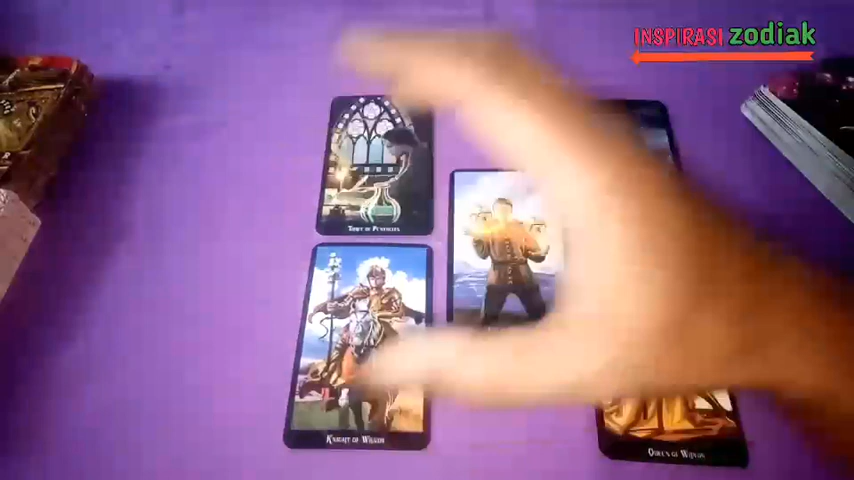 INSPIRASI zodiak
THREE OF PENTACLES
KNIGHT OF WANDS
QUEEN OF WANDS